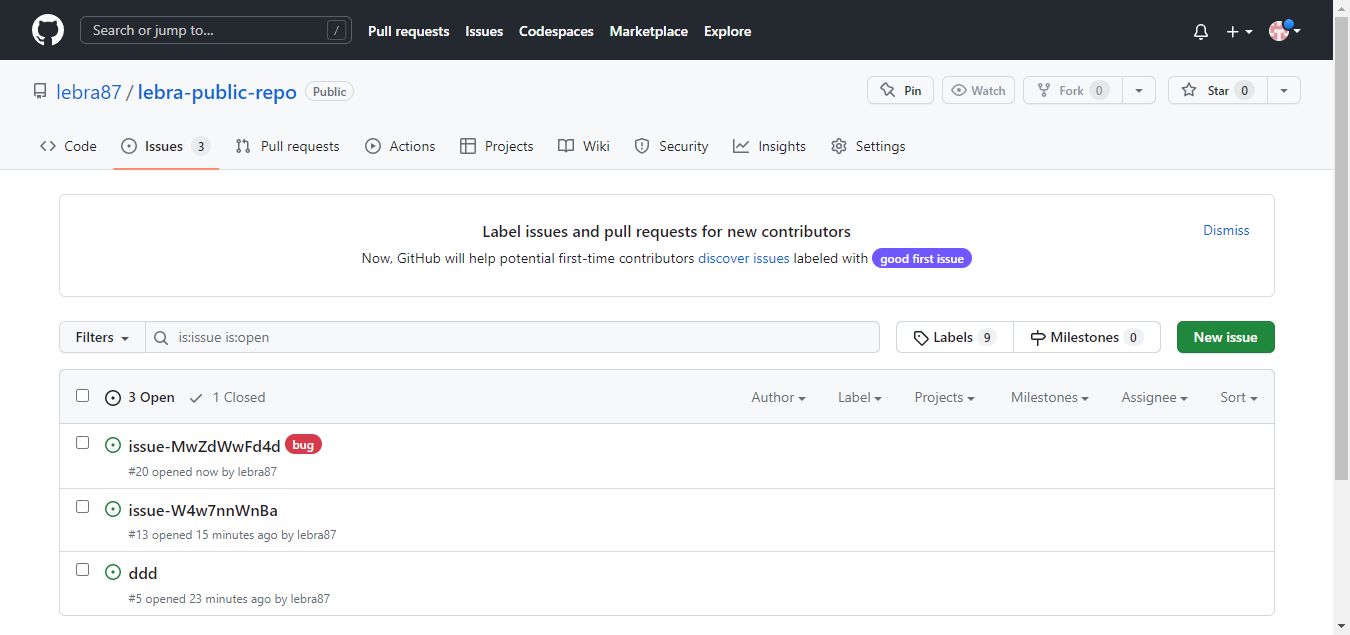 Search or jump to... / Pull requests Issues Codespaces Marketplace Explore
lebra87 / lebra-public-repo Public Pin Watch Fork 0 Star 0
Code Issues 3 Pull requests Actions Projects Wiki Security Insights Settings
Label issues and pull requests for new contributors Dismiss
Now, GitHub will help potential first-time contributors discover issues labeled with good first issue
Filters is:issue is:open Labels 9 Milestones 0 New issue
3 Open 1 Closed Author Label Projects Milestones Assignee Sort
issue-MwZdWwFd4d bug
#20 opened now by lebra87
issue-W4w7nnWnBa
#13 opened 15 minutes ago by lebra87
ddd
#5 opened 23 minutes ago by lebra87